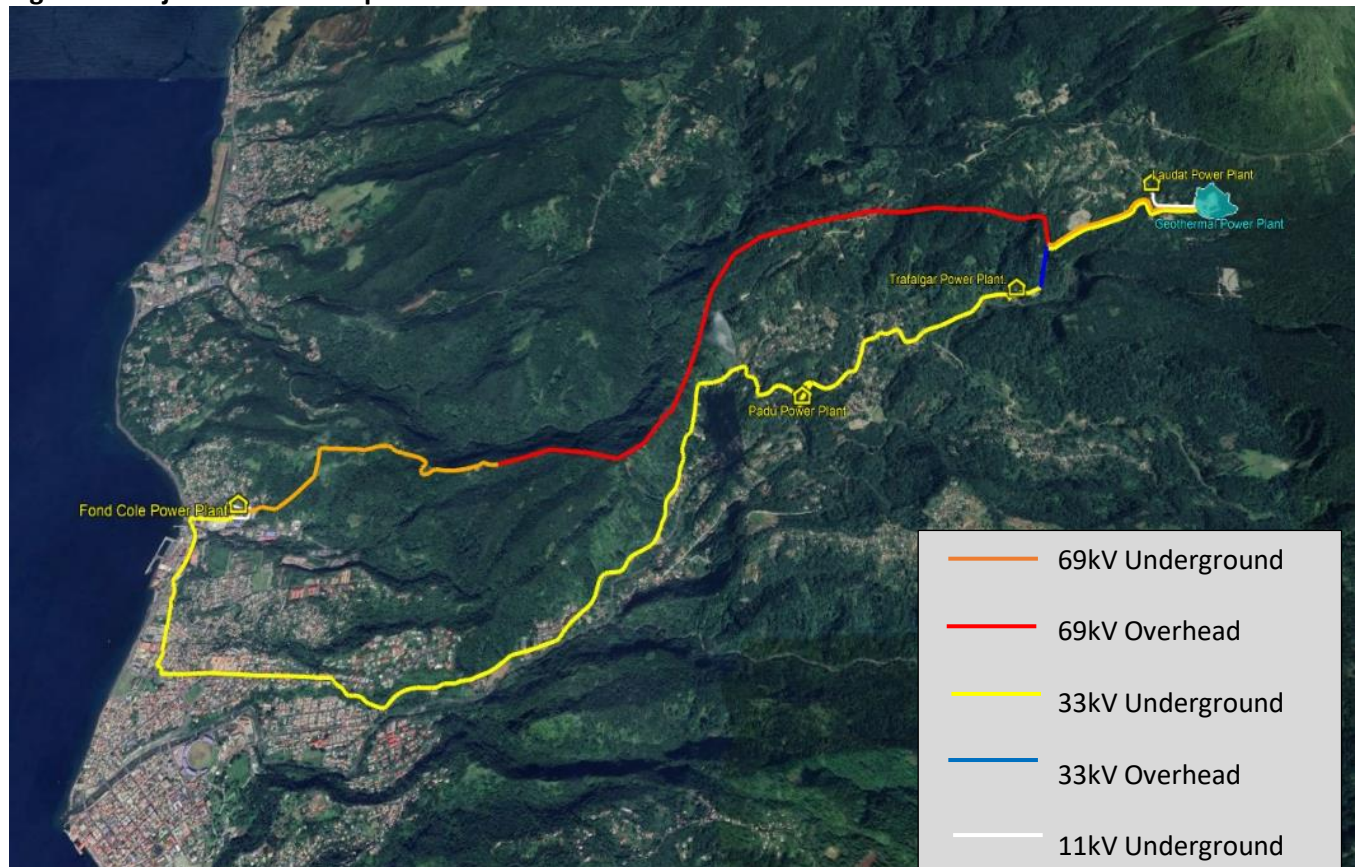 Laudat Power Plant
Geothermal Power Plant
Trafalgar Power Plant
Padu Power Plant
Fond Cole Power Plant
69kV Underground
69kV Overhead
33kV Underground
33kV Overhead
11kV Underground